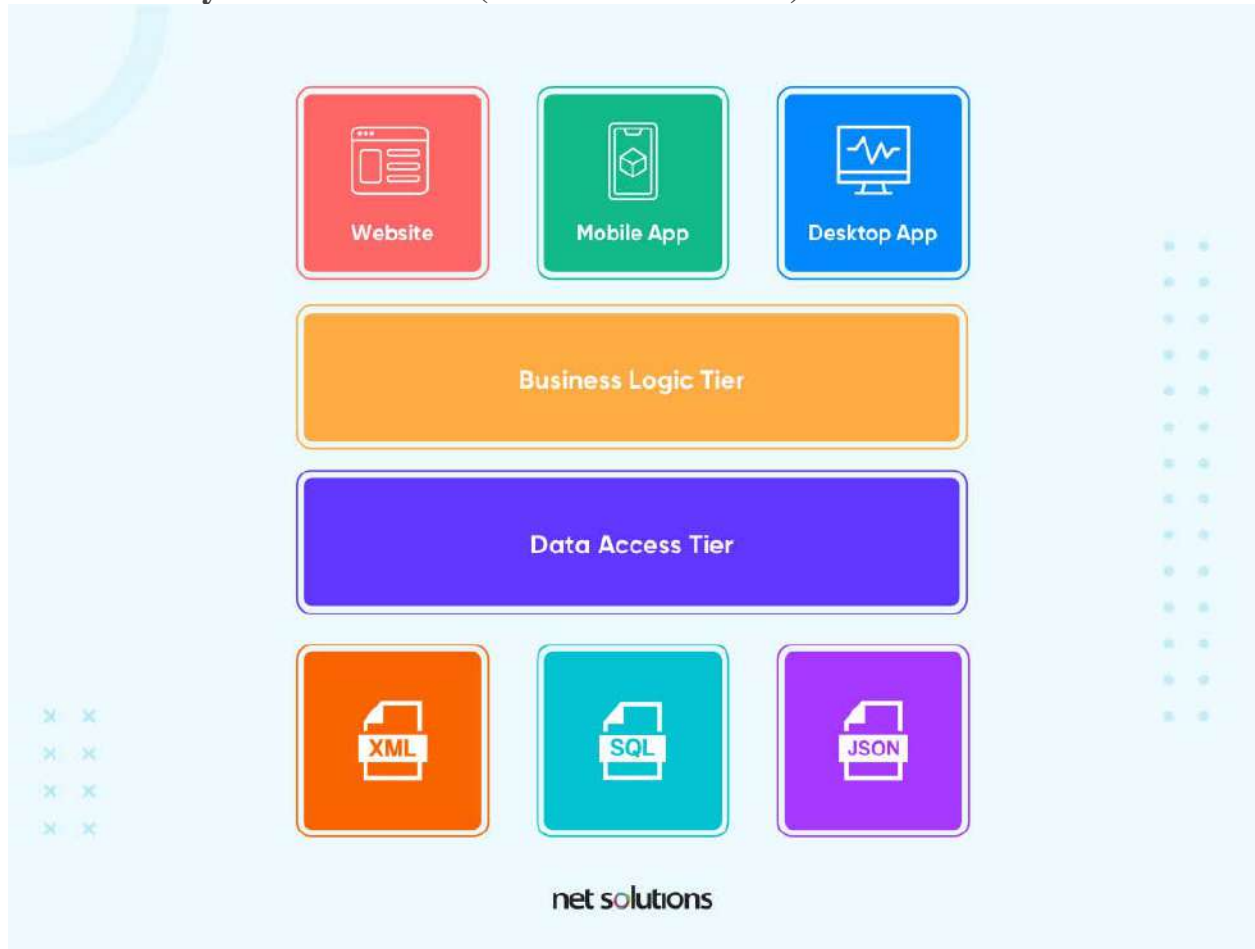 Website
Mobile App
Desktop App
Business Logic Tier
Data Access Tier
XML
SQL
JSON
net solutions